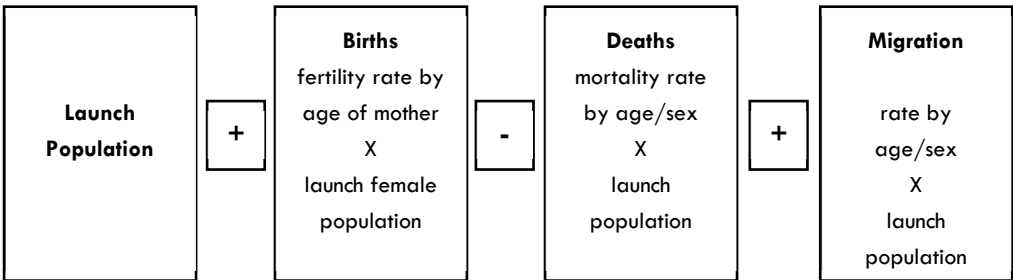 Launch
Population
+
Births
fertility rate by
age of mother
X
launch female
population
-
Deaths
mortality rate
by age/sex
X
launch
population
+
Migration
rate by
age/sex
X
launch
population